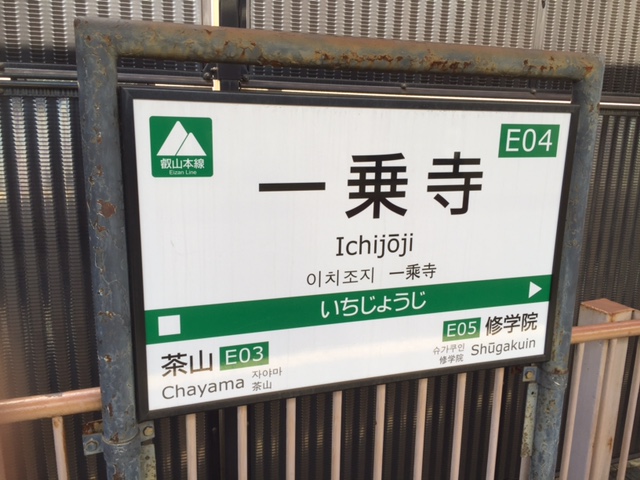 叡山本線
Eizan Line
E04
一乗寺
Ichijōji
이치조지 一乘寺
いちじょうじ
茶山 E03
Chayama
자야마
茶山
E05 修学院
Shūgakuin
슈가쿠인
修学院